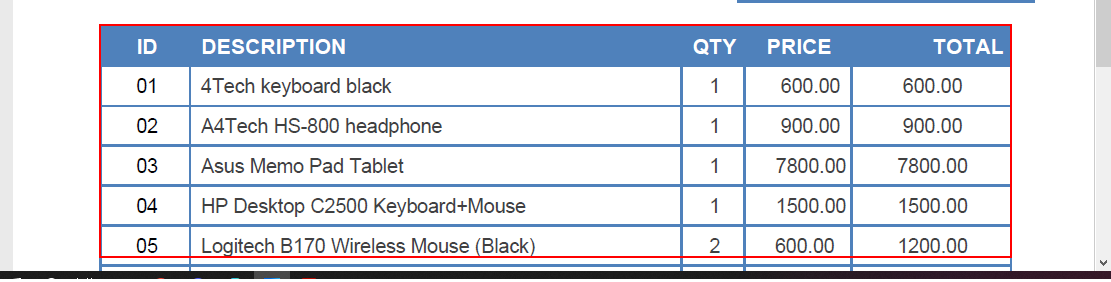 ID DESCRIPTION QTY PRICE TOTAL
01 4Tech keyboard black 1 600.00 600.00
02 A4Tech HS-800 headphone 1 900.00 900.00
03 Asus Memo Pad Tablet 1 7800.00 7800.00
04 HP Desktop C2500 Keyboard+Mouse 1 1500.00 1500.00
05 Logitech B170 Wireless Mouse (Black) 2 600.00 1200.00